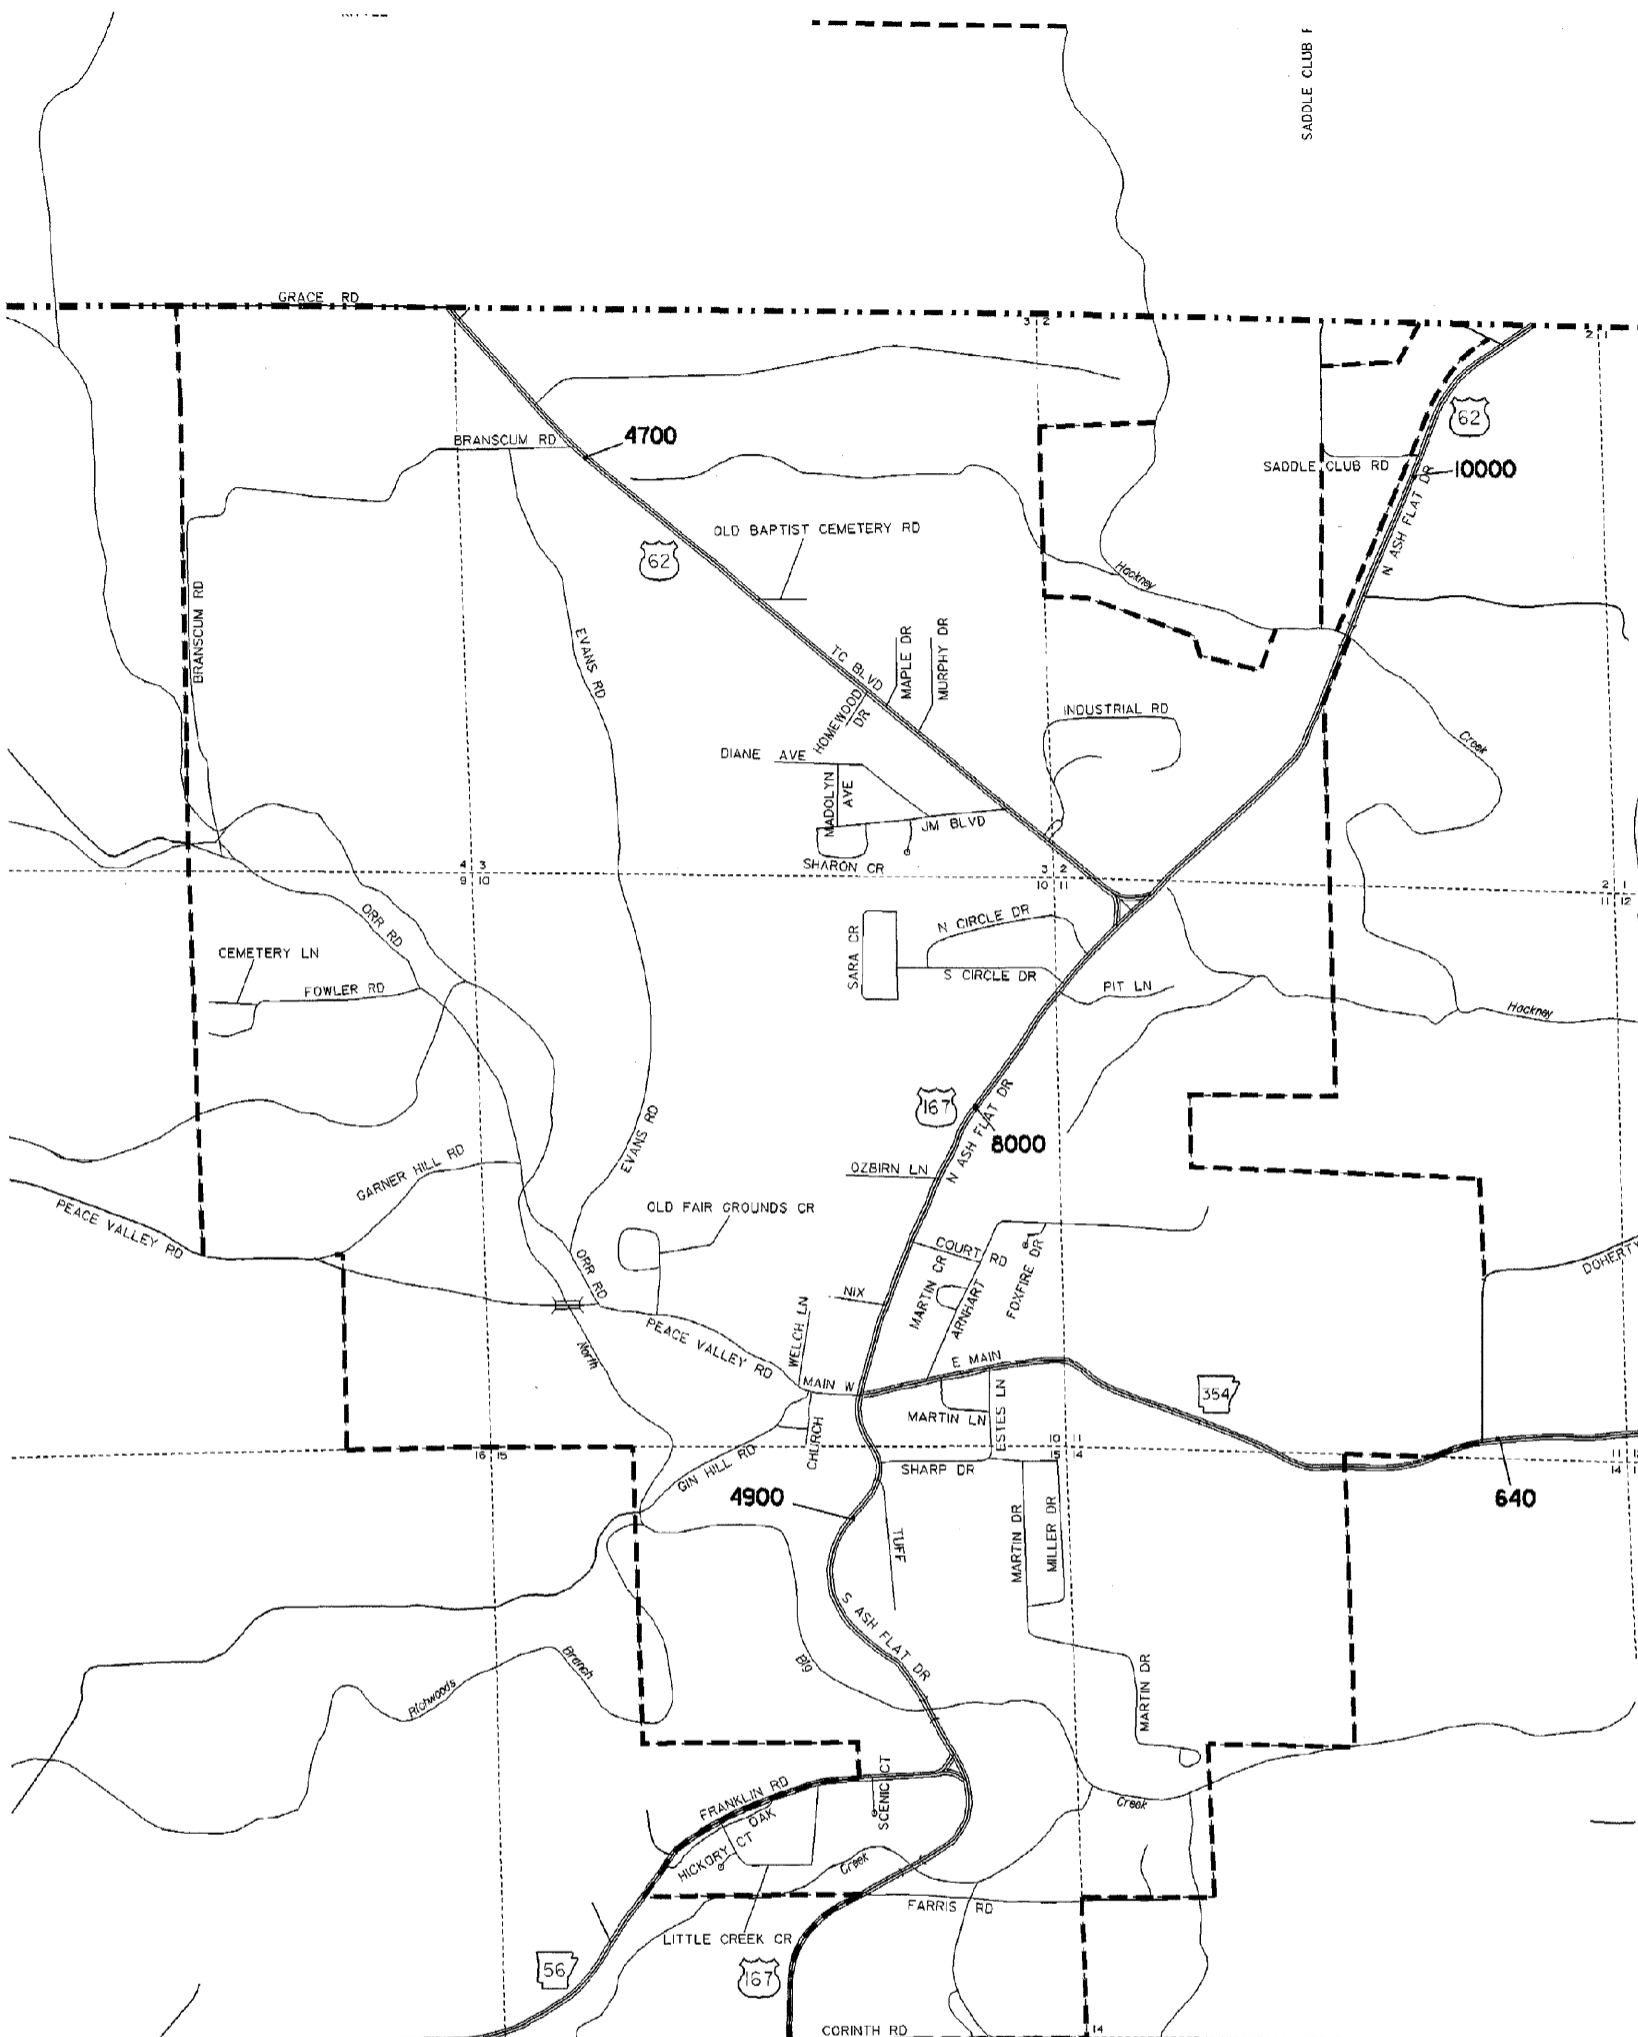 SADDLE CLUB
GRACE RD
3 2
2 1
62
BRANSCUM RD
4700
SADDLE CLUB RD
10000
N ASH FLAT DR
OLD BAPTIST CEMETERY RD
62
Hackney
BRANSCUM RD
EVANS RD
TC BLVD
MAPLE DR
MURPHY DR
HOMEWOOD
DR
INDUSTRIAL RD
Creek
DIANE AVE
MADOLYN
AVE
JM BLVD
SHARON CR
4 3
9 10
3 2
10 11
2 1
11 12
ORR RD
N CIRCLE DR
SARA CR
CEMETERY LN
FOWLER RD
S CIRCLE DR
PIT LN
Hackney
167
N ASH FLAT DR
8000
EVANS RD
GARNER HILL RD
OZBIRN LN
PEACE VALLEY RD
OLD FAIR GROUNDS CR
COURT RD
MARTIN CR
ARNHART
FOXFIRE DR
DOHERTY
ORR RD
NIX
WELCH LN
PEACE VALLEY RD
North
E MAIN
MAIN W
354
MARTIN LN
ESTES LN
CHURCH
GIN HILL RD
16 15
10 11
15 14
11
14
SHARP DR
4900
640
TUFF
MARTIN DR
MILLER DR
S ASH FLAT DR
Big
Branch
Richwoods
MARTIN DR
FRANKLIN RD
OAK
SCENIC CT
Creek
HICKORY CT
Creek
FARRIS RD
LITTLE CREEK CR
56
167
CORINTH RD
14